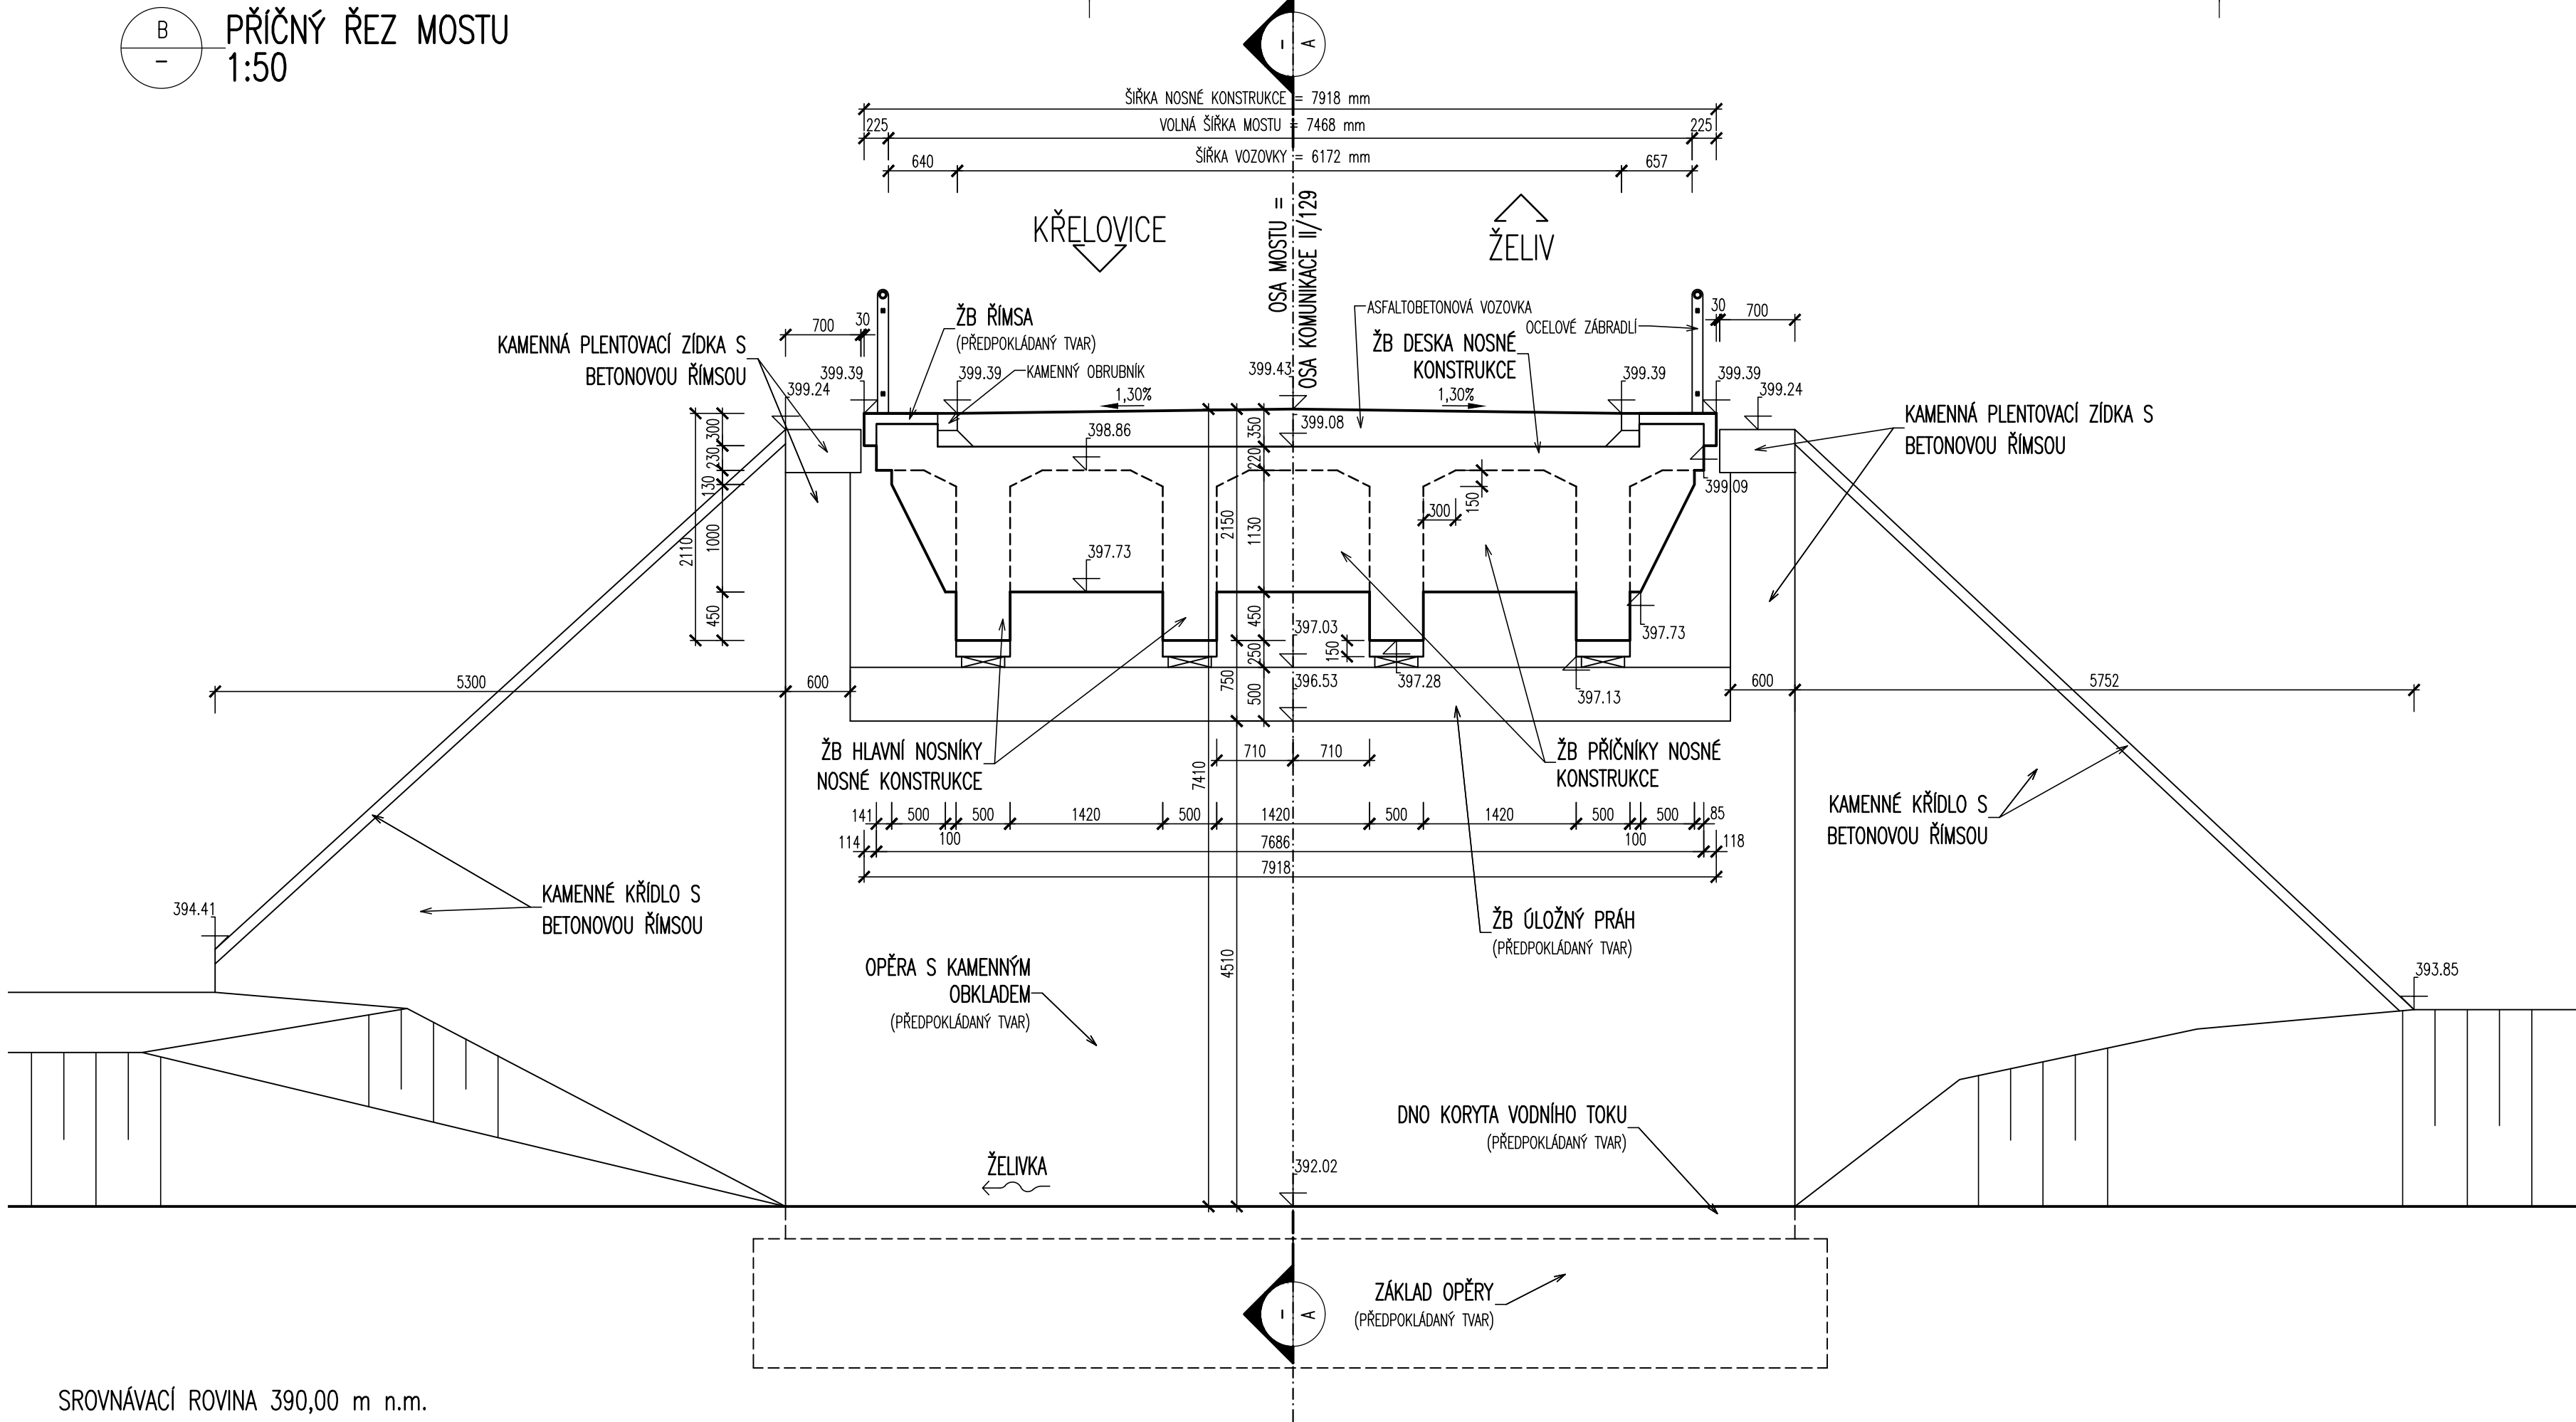 B
–
PŘÍČNÝ ŘEZ MOSTU
1:50
–
A
ŠIŘKA NOSNÉ KONSTRUKCE = 7918 mm
225
VOLNÁ ŠÍŘKA MOSTU = 7468 mm
225
640
ŠÍŘKA VOZOVKY = 6172 mm
657
KŘELOVICE
OSA MOSTU =
OSA KOMUNIKACE II/129
ŽELIV
700
30
ŽB ŘÍMSA
(PŘEDPOKLÁDANÝ TVAR)
KAMENNÝ OBRUBNÍK
ASFALTOBETONOVÁ VOZOVKA
OCELOVÉ ZÁBRADLÍ
30
700
ŽB DESKA NOSNÉ
KONSTRUKCE
KAMENNÁ PLENTOVACÍ ZÍDKA S
BETONOVOU ŘÍMSOU
399.24
399.39
399.39
1,30%
399.43
1,30%
399.39
399.39
399.24
KAMENNÁ PLENTOVACÍ ZÍDKA S
BETONOVOU ŘÍMSOU
398.86
399.08
399.09
300
230
130
1000
450
2110
350
220
1130
450
250
500
2150
750
7410
4510
300
150
397.73
397.73
397.03
150
396.53
397.28
397.13
5300
600
600
5752
ŽB HLAVNÍ NOSNÍKY
NOSNÉ KONSTRUKCE
710
710
ŽB PŘÍČNÍKY NOSNÉ
KONSTRUKCE
141
500
500
1420
500
1420
500
1420
500
500
85
114
100
7686
100
118
7918
KAMENNÉ KŘÍDLO S
BETONOVOU ŘÍMSOU
KAMENNÉ KŘÍDLO S
BETONOVOU ŘÍMSOU
394.41
ŽB ÚLOŽNÝ PRÁH
(PŘEDPOKLÁDANÝ TVAR)
OPĚRA S KAMENNÝM
OBKLADEM
(PŘEDPOKLÁDANÝ TVAR)
393.85
DNO KORYTA VODNÍHO TOKU
(PŘEDPOKLÁDANÝ TVAR)
ŽELIVKA
392.02
–
A
ZÁKLAD OPĚRY
(PŘEDPOKLÁDANÝ TVAR)
SROVNÁVACÍ ROVINA 390,00 m n.m.